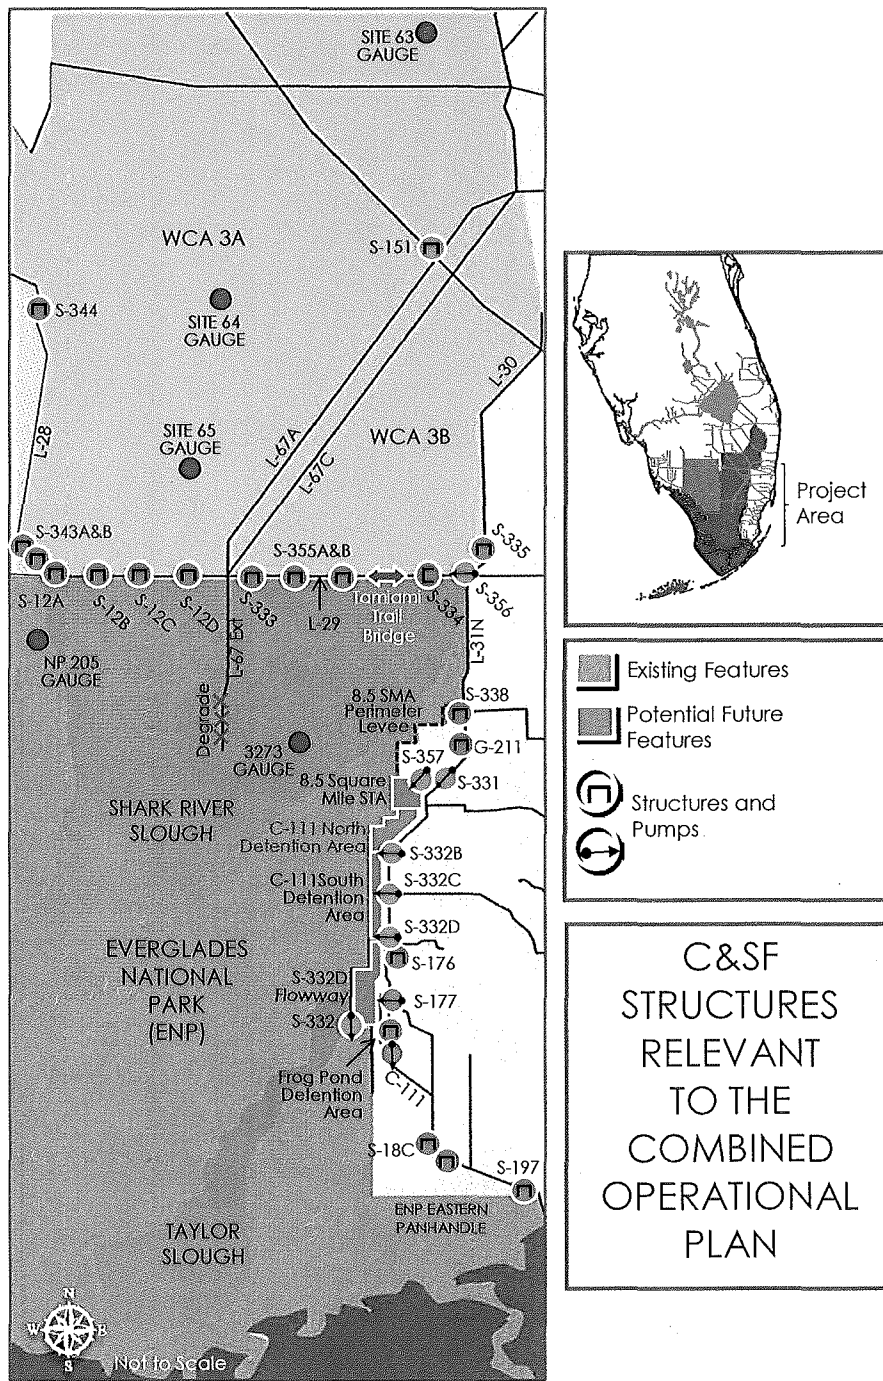 SITE 63
GAUGE
WCA 3A
S-151
S-344
SITE 64
GAUGE
L-30
L-28
SITE 65
GAUGE
L-67A
L-67C
WCA 3B
S-343A&B
S-355A&B
S-335
S-12A
S-12B
S-12C
S-12D
S-333
L-29
Tamiami
Trail
Bridge
S-334
S-356
L-67 Ext
L-31N
NP 205
GAUGE
Degrade
8.5 SMA
Perimeter
Levee
S-338
3273
GAUGE
G-211
S-357
S-331
8.5 Square
Mile STA
SHARK RIVER
SLOUGH
C-111 North
Detention Area
S-332B
C-111South
Detention
Area
S-332C
S-332D
S-176
EVERGLADES
NATIONAL
PARK
(ENP)
S-332D
Flowway
S-177
S-332
Frog Pond
Detention
Area
C-111
S-18C
S-197
ENP EASTERN
PANHANDLE
TAYLOR
SLOUGH
N
W E
S
Not to Scale
Project
Area
Existing Features
Potential Future
Features
Structures and
Pumps
C&SF
STRUCTURES
RELEVANT
TO THE
COMBINED
OPERATIONAL
PLAN